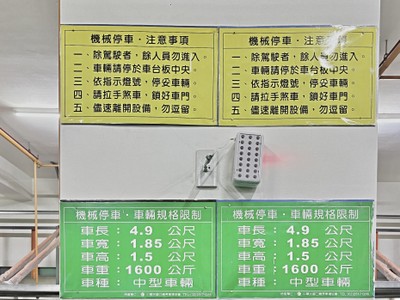 機械停車・注意事項
一、除駕駛者，餘人員勿進入。
二、車輛請停於車台板中央。
三、依指示燈號，停安車輛
四、請拉手煞車，鎖好車門。
五、儘速離開設備，勿逗留。
機械停車・注意事項
一、除駕駛者，餘人員勿進入。
二、車輛請停於車台板中央。
三、依指示燈號，停安車輛
四、請拉手煞車，鎖好車門。
五、儘速離開設備，勿逗留。
機械停車・車輛規格限制
車長：4.9 公尺
車寬：1.85 公尺
車高：1.5 公尺
車重：1600 公斤
車種：中型車輛
機械停車・車輛規格限制
車長：4.9 公尺
車寬：1.85 公尺
車高：1.5 公尺
車重：1600 公斤
車種：中型車輛